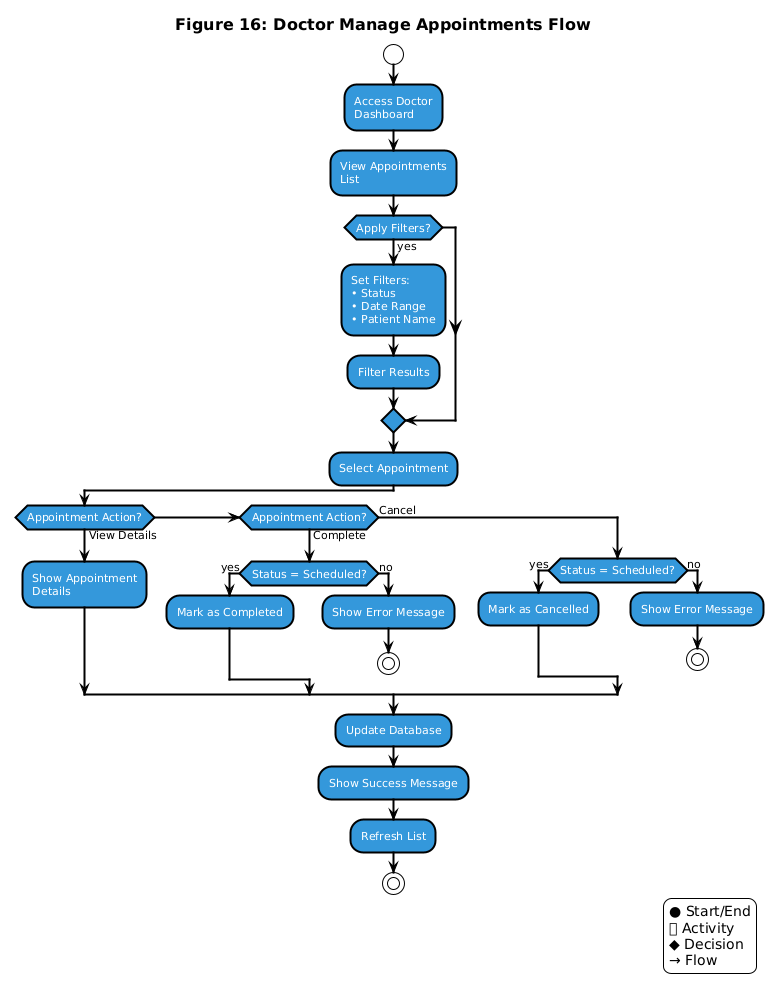 Figure 16: Doctor Manage Appointments Flow
Access Doctor
Dashboard
View Appointments
List
Apply Filters?
yes
Set Filters:
• Status
• Date Range
• Patient Name
Filter Results
Select Appointment
Appointment Action?
View Details
Show Appointment
Details
Appointment Action?
Complete
Cancel
Status = Scheduled?
yes
no
Mark as Completed
Show Error Message
Status = Scheduled?
yes
no
Mark as Cancelled
Show Error Message
Update Database
Show Success Message
Refresh List
● Start/End
▯ Activity
◆ Decision
→ Flow